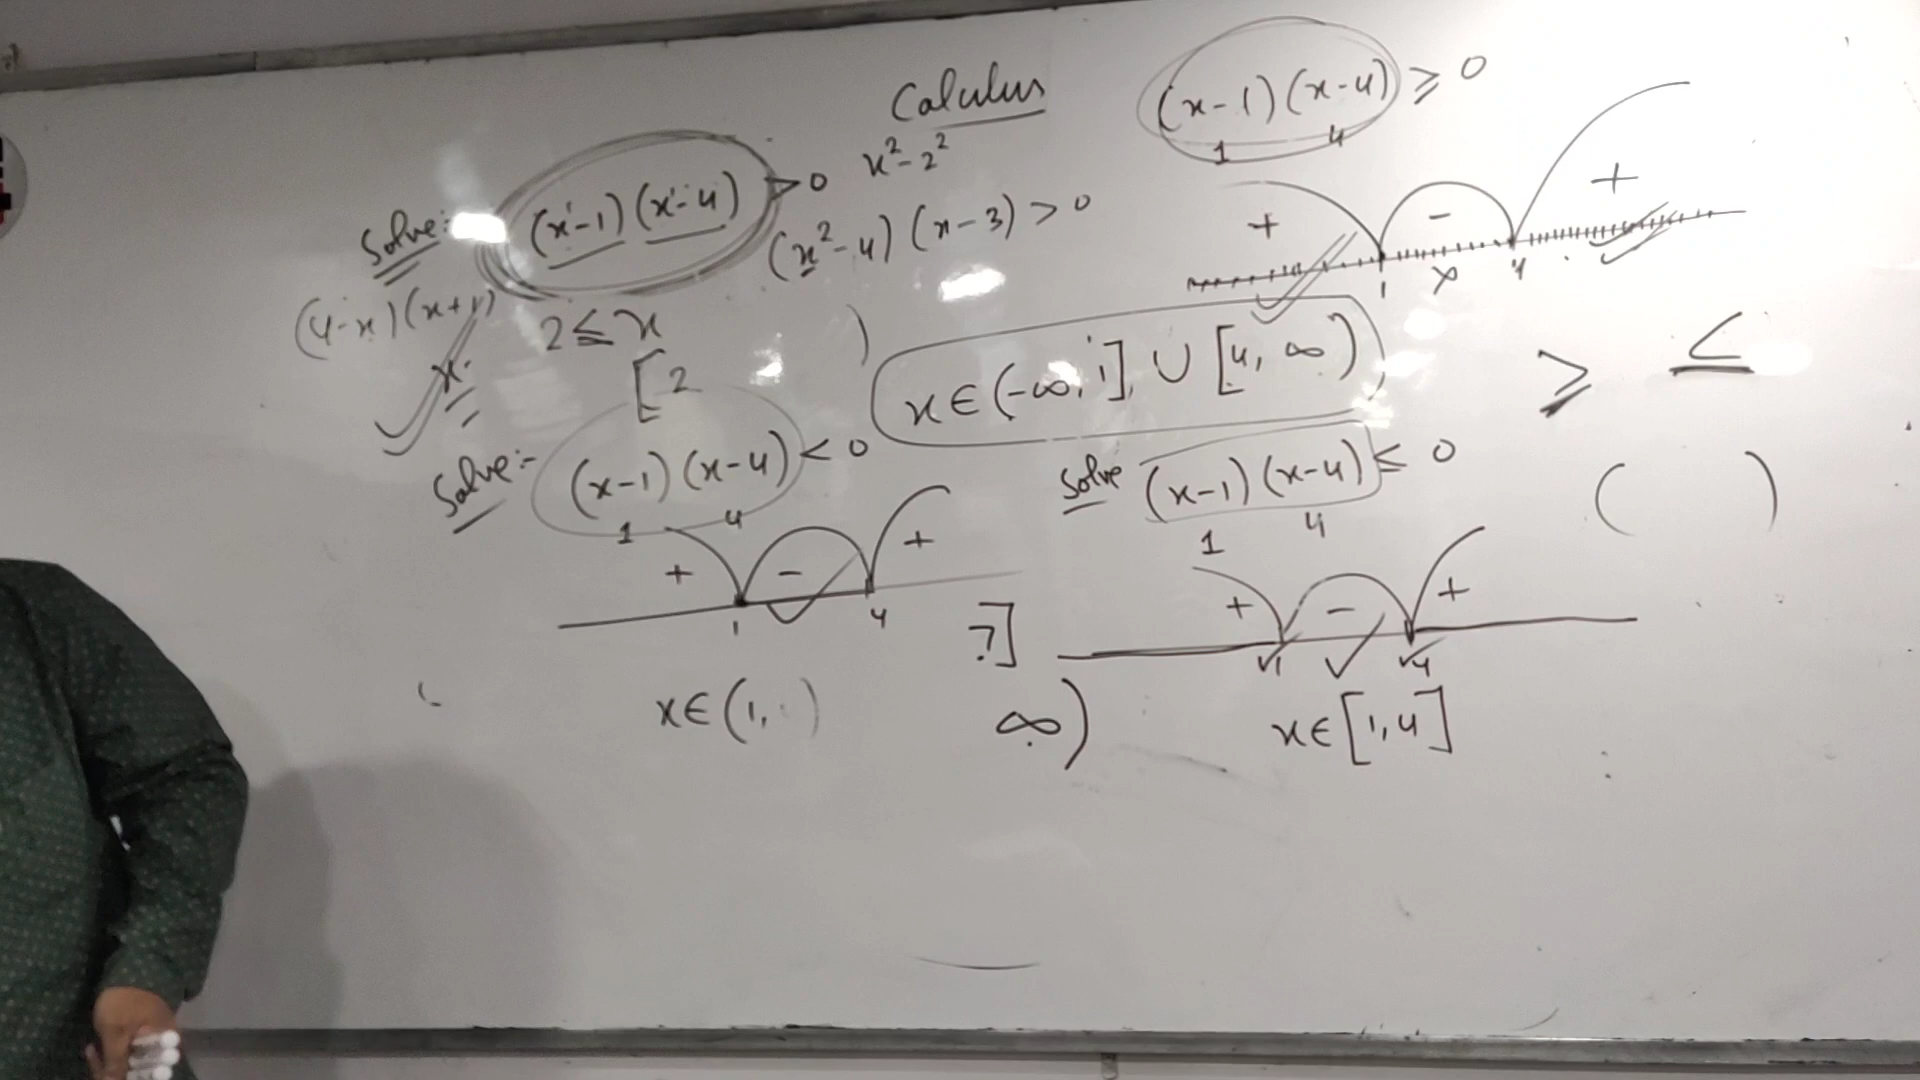 Calculus
Solve:- (x-1)(x-4) > 0
x²-2²
(x²-4)(x-3) > 0
(4-x)(x+1)
x.
2 ≤ x
[2 )
(x-1)(x-4) ≥ 0
1 4
+ - +
1 x 4
x∈(-∞,1], ∪ [4, ∞)
≥ ≤
( )
Solve:- (x-1)(x-4) < 0
1 4
+ - +
1 4
x∈(1, )
?]
∞)
Solve (x-1)(x-4) ≤ 0
1 4
+ - +
1 4
x∈[1,4]